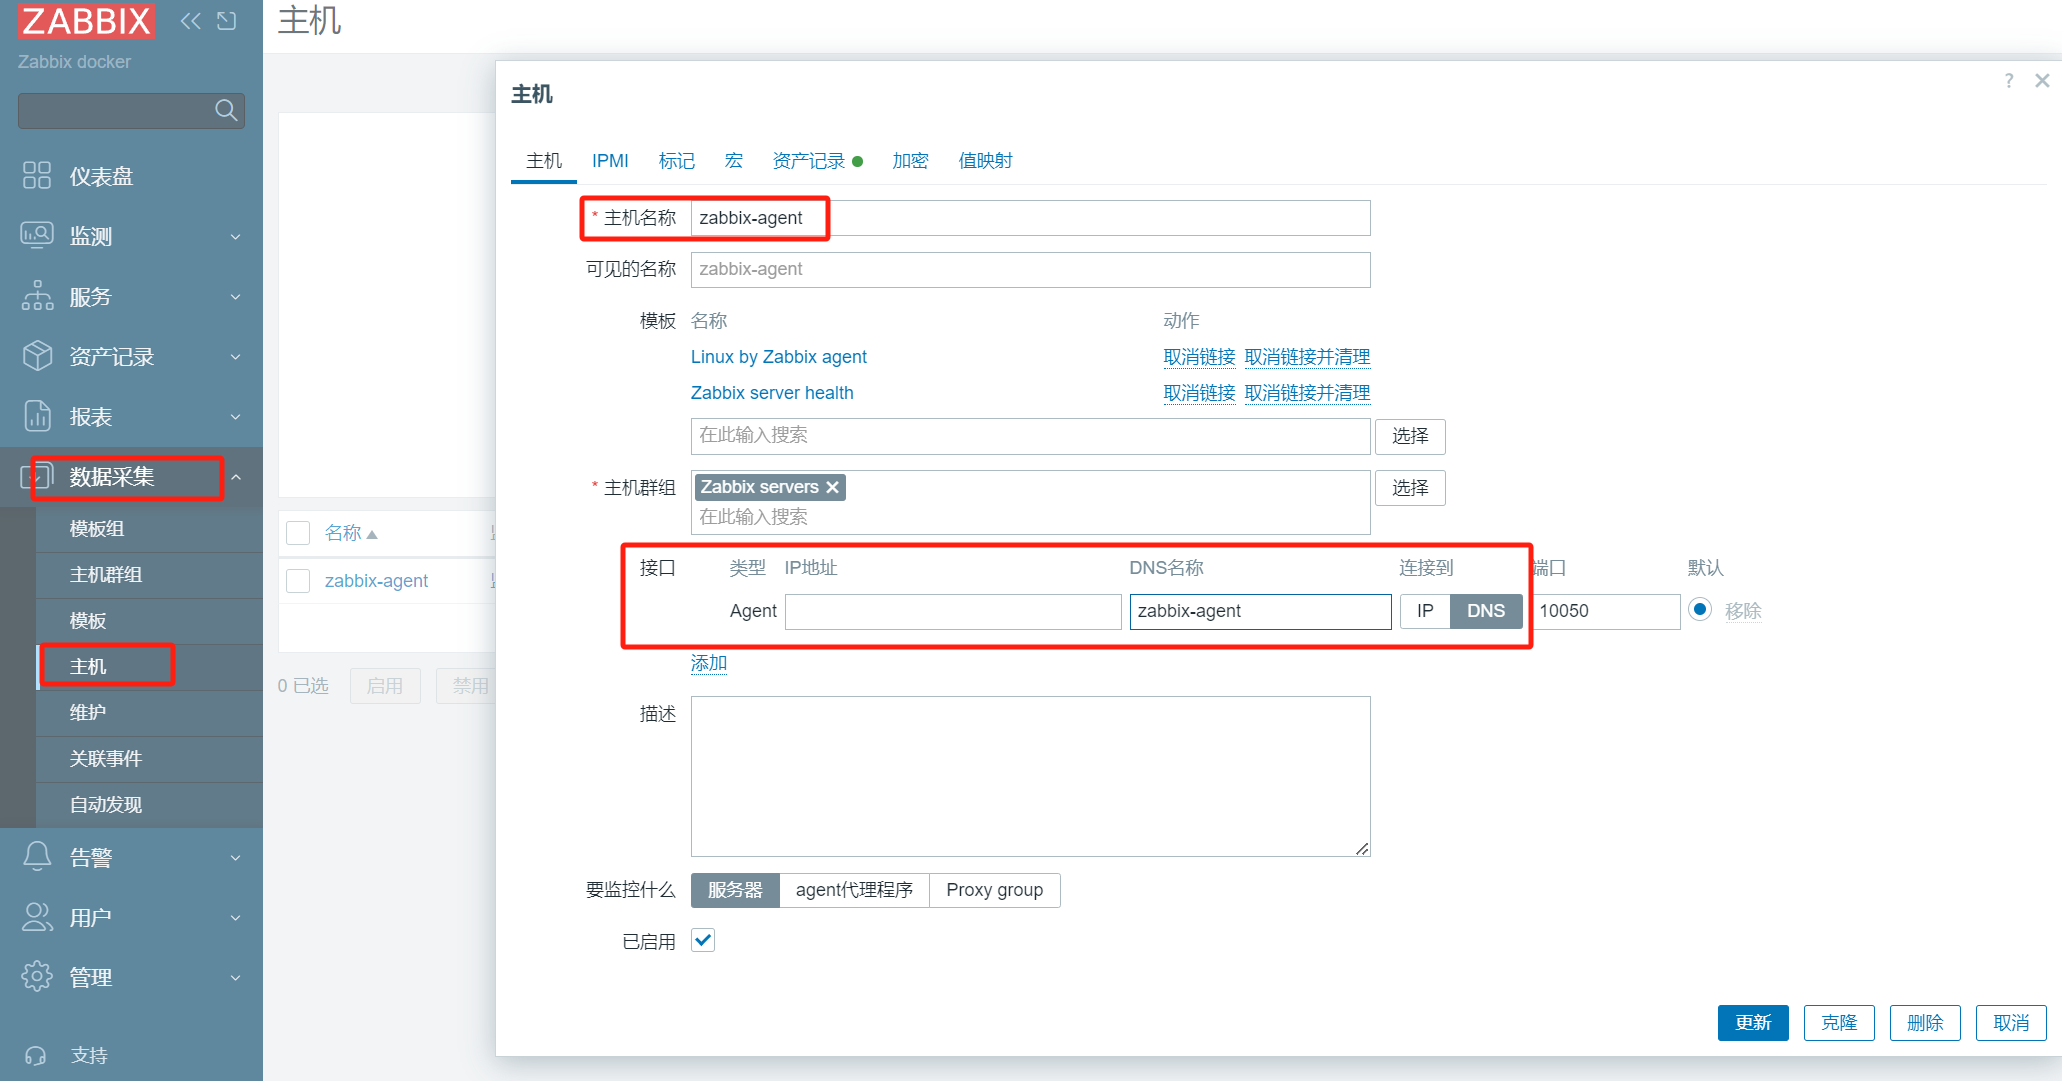 ZABBIX
Zabbix docker
仪表盘
监测
服务
资产记录
报表
数据采集
模板组
主机群组
模板
主机
维护
关联事件
自动发现
告警
用户
管理
支持
主机
名称
zabbix-agent
0 已选 启用 禁用
主机
?
主机 IPMI 标记 宏 资产记录 加密 值映射
* 主机名称 zabbix-agent
可见的名称 zabbix-agent
模板 名称 动作
Linux by Zabbix agent 取消链接 取消链接并清理
Zabbix server health 取消链接 取消链接并清理
在此输入搜索 选择
* 主机群组 Zabbix servers 选择
在此输入搜索
接口 类型 IP地址 DNS名称 连接到 端口 默认
Agent zabbix-agent IP DNS 10050 移除
添加
描述
要监控什么 服务器 agent代理程序 Proxy group
已启用
更新 克隆 删除 取消